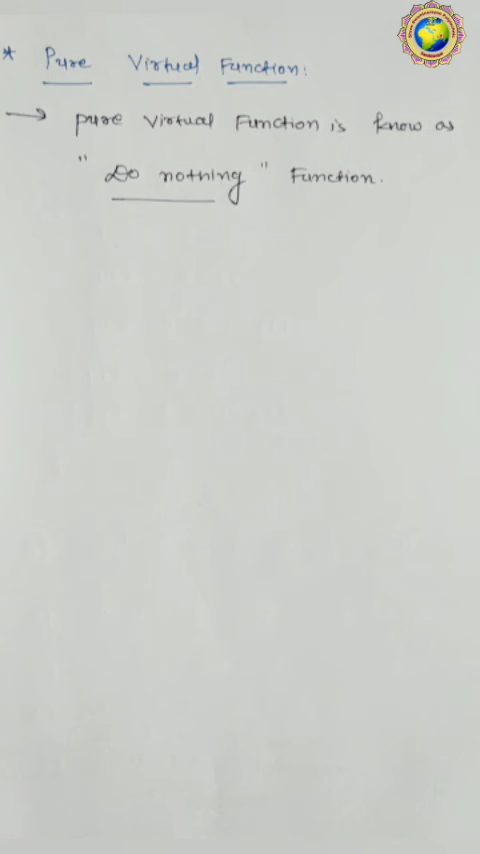 * Pure Virtual Function:
→ pure virtual Function is know as
" Do nothing " Function.